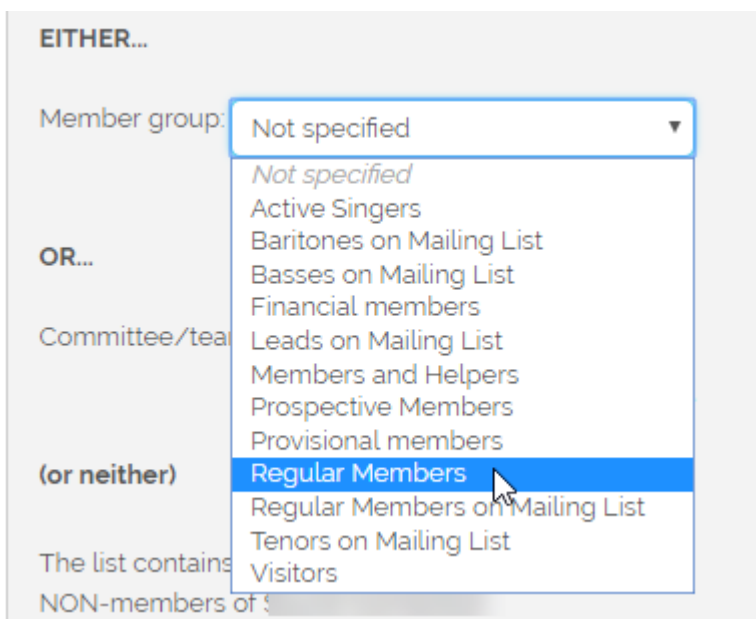 EITHER...
Member group: Not specified
Not specified
Active Singers
Baritones on Mailing List
Basses on Mailing List
OR...
Financial members
Committee/tea
Leads on Mailing List
Members and Helpers
Prospective Members
Provisional members
(or neither)
Regular Members
Regular Members on Mailing List
Tenors on Mailing List
The list contains
Visitors
NON-members of